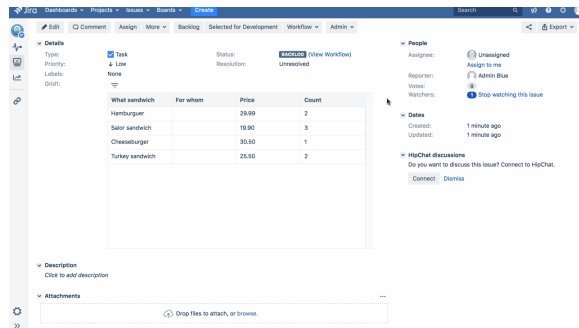 Jira Dashboards Projects Issues Boards Create Search
Edit Comment Assign More Backlog Selected for Development Workflow Admin Export
Details
Type: Task
Status: BACKLOG (View Workflow)
Priority: Low
Resolution: Unresolved
Labels: None
Grid1:
What sandwich For whom Price Count
Hamburguer 29.99 2
Salor sandwich 19.90 3
Cheeseburger 30.50 1
Turkey sandwich 25.50 2
Description
Click to add description
Attachments
Drop files to attach, or browse.
People
Assignee: Unassigned
Assign to me
Reporter: Admin Blue
Votes: 0
Watchers: 1 Stop watching this issue
Dates
Created: 1 minute ago
Updated: 1 minute ago
HipChat discussions
Do you want to discuss this issue? Connect to HipChat.
Connect Dismiss